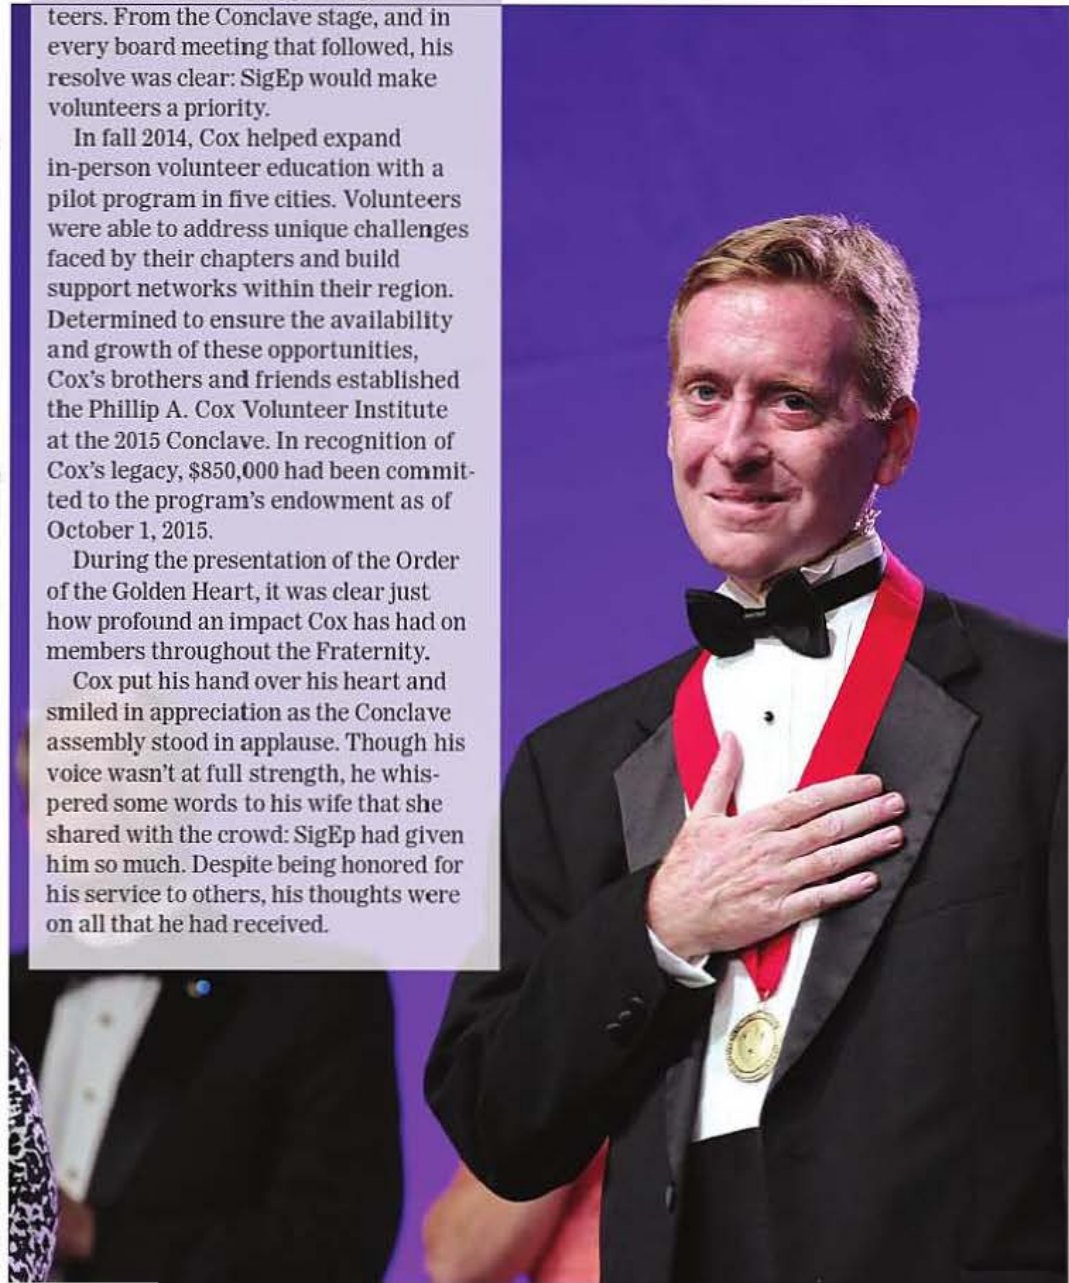 teers. From the Conclave stage, and in
every board meeting that followed, his
resolve was clear: SigEp would make
volunteers a priority.
In fall 2014, Cox helped expand
in-person volunteer education with a
pilot program in five cities. Volunteers
were able to address unique challenges
faced by their chapters and build
support networks within their region.
Determined to ensure the availability
and growth of these opportunities,
Cox's brothers and friends established
the Phillip A. Cox Volunteer Institute
at the 2015 Conclave. In recognition of
Cox's legacy, $850,000 had been commit-
ted to the program's endowment as of
October 1, 2015.
During the presentation of the Order
of the Golden Heart, it was clear just
how profound an impact Cox has had on
members throughout the Fraternity.
Cox put his hand over his heart and
smiled in appreciation as the Conclave
assembly stood in applause. Though his
voice wasn't at full strength, he whis-
pered some words to his wife that she
shared with the crowd: SigEp had given
him so much. Despite being honored for
his service to others, his thoughts were
on all that he had received.